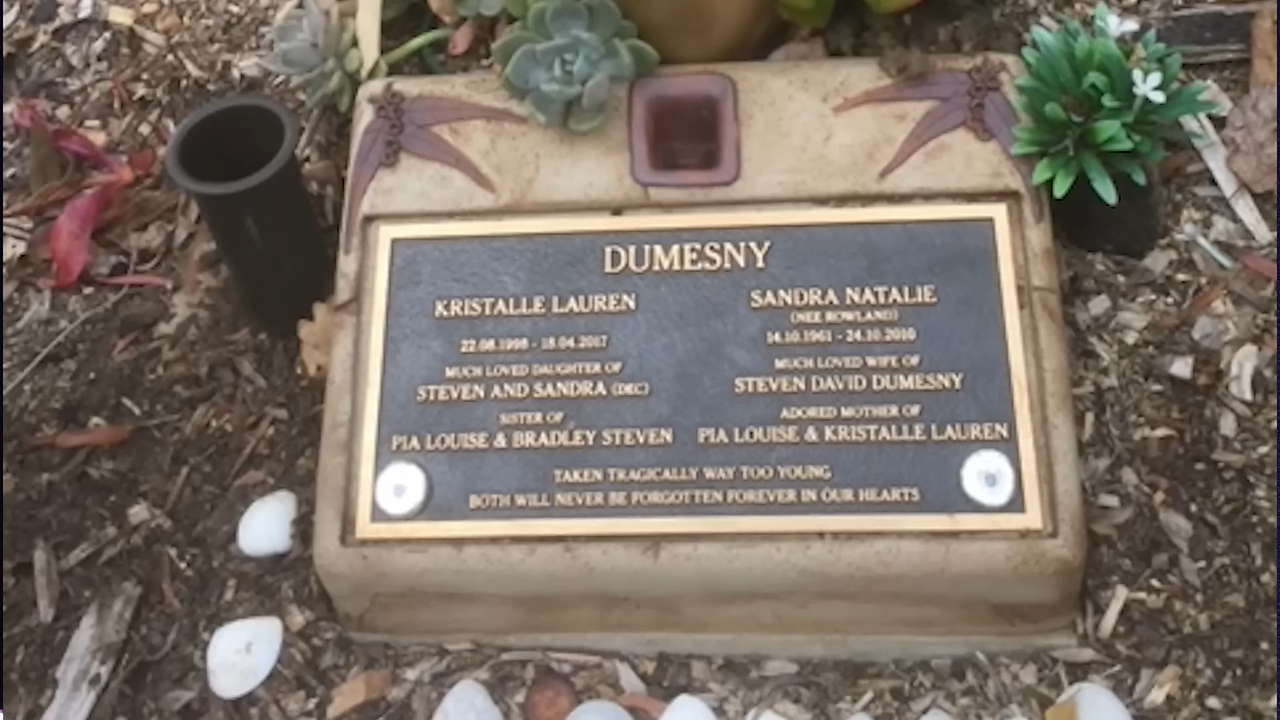 DUMESNY
KRISTALLE LAUREN
22.08.1998 - 18.04.2017
MUCH LOVED DAUGHTER OF
STEVEN AND SANDRA (DEC)
SISTER OF
PIA LOUISE & BRADLEY STEVEN
SANDRA NATALIE
(NEE ROWLAND)
14.10.1961 - 24.10.2010
MUCH LOVED WIFE OF
STEVEN DAVID DUMESNY
ADORED MOTHER OF
PIA LOUISE & KRISTALLE LAUREN
TAKEN TRAGICALLY WAY TOO YOUNG
BOTH WILL NEVER BE FORGOTTEN FOREVER IN OUR HEARTS